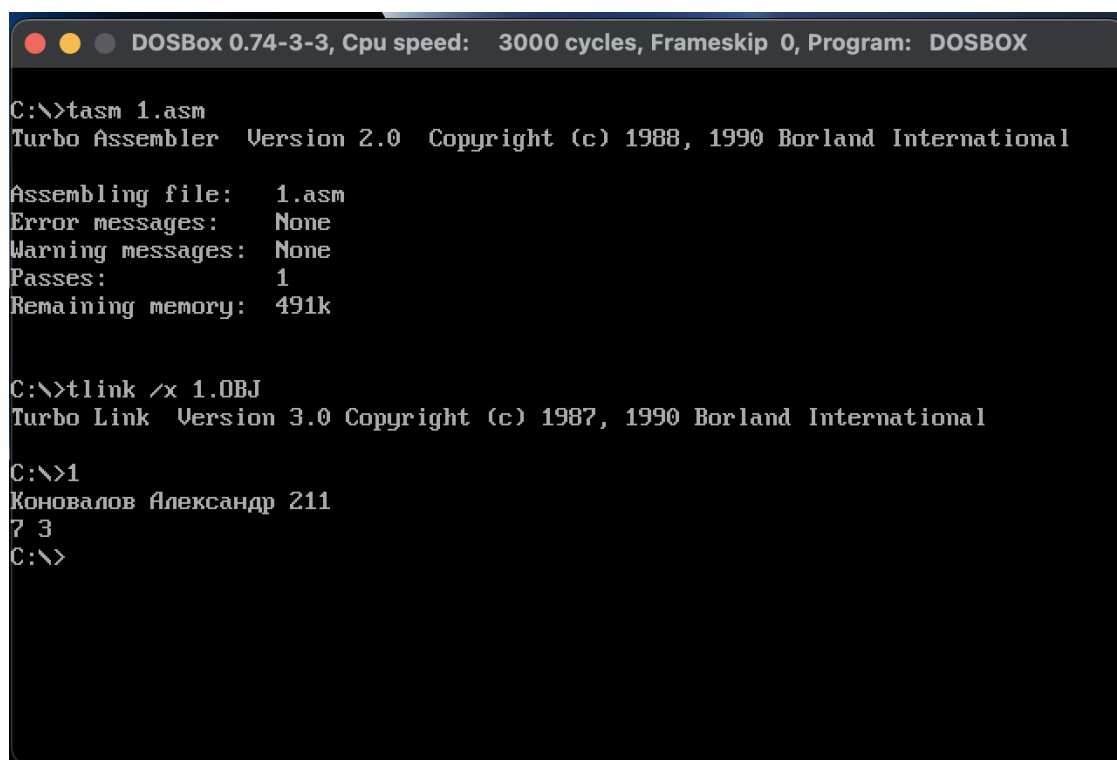 DOSBox 0.74-3-3, Cpu speed: 3000 cycles, Frameskip 0, Program: DOSBOX
C:\>tasm 1.asm
Turbo Assembler Version 2.0 Copyright (c) 1988, 1990 Borland International
Assembling file: 1.asm
Error messages: None
Warning messages: None
Passes: 1
Remaining memory: 491k
C:\>tlink /x 1.OBJ
Turbo Link Version 3.0 Copyright (c) 1987, 1990 Borland International
C:\>1
Коновалов Александр 211
7 3
C:\>